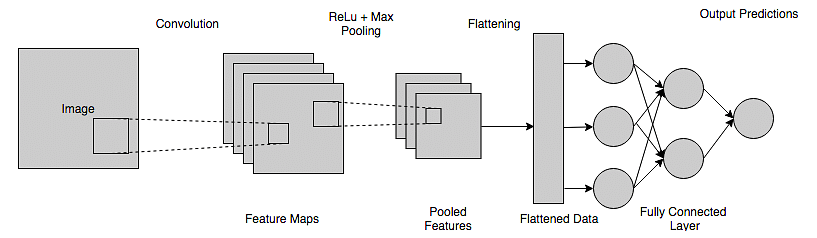 Convolution
ReLu + Max
Pooling
Flattening
Output Predictions
Image
Feature Maps
Pooled
Features
Flattened Data
Fully Connected
Layer